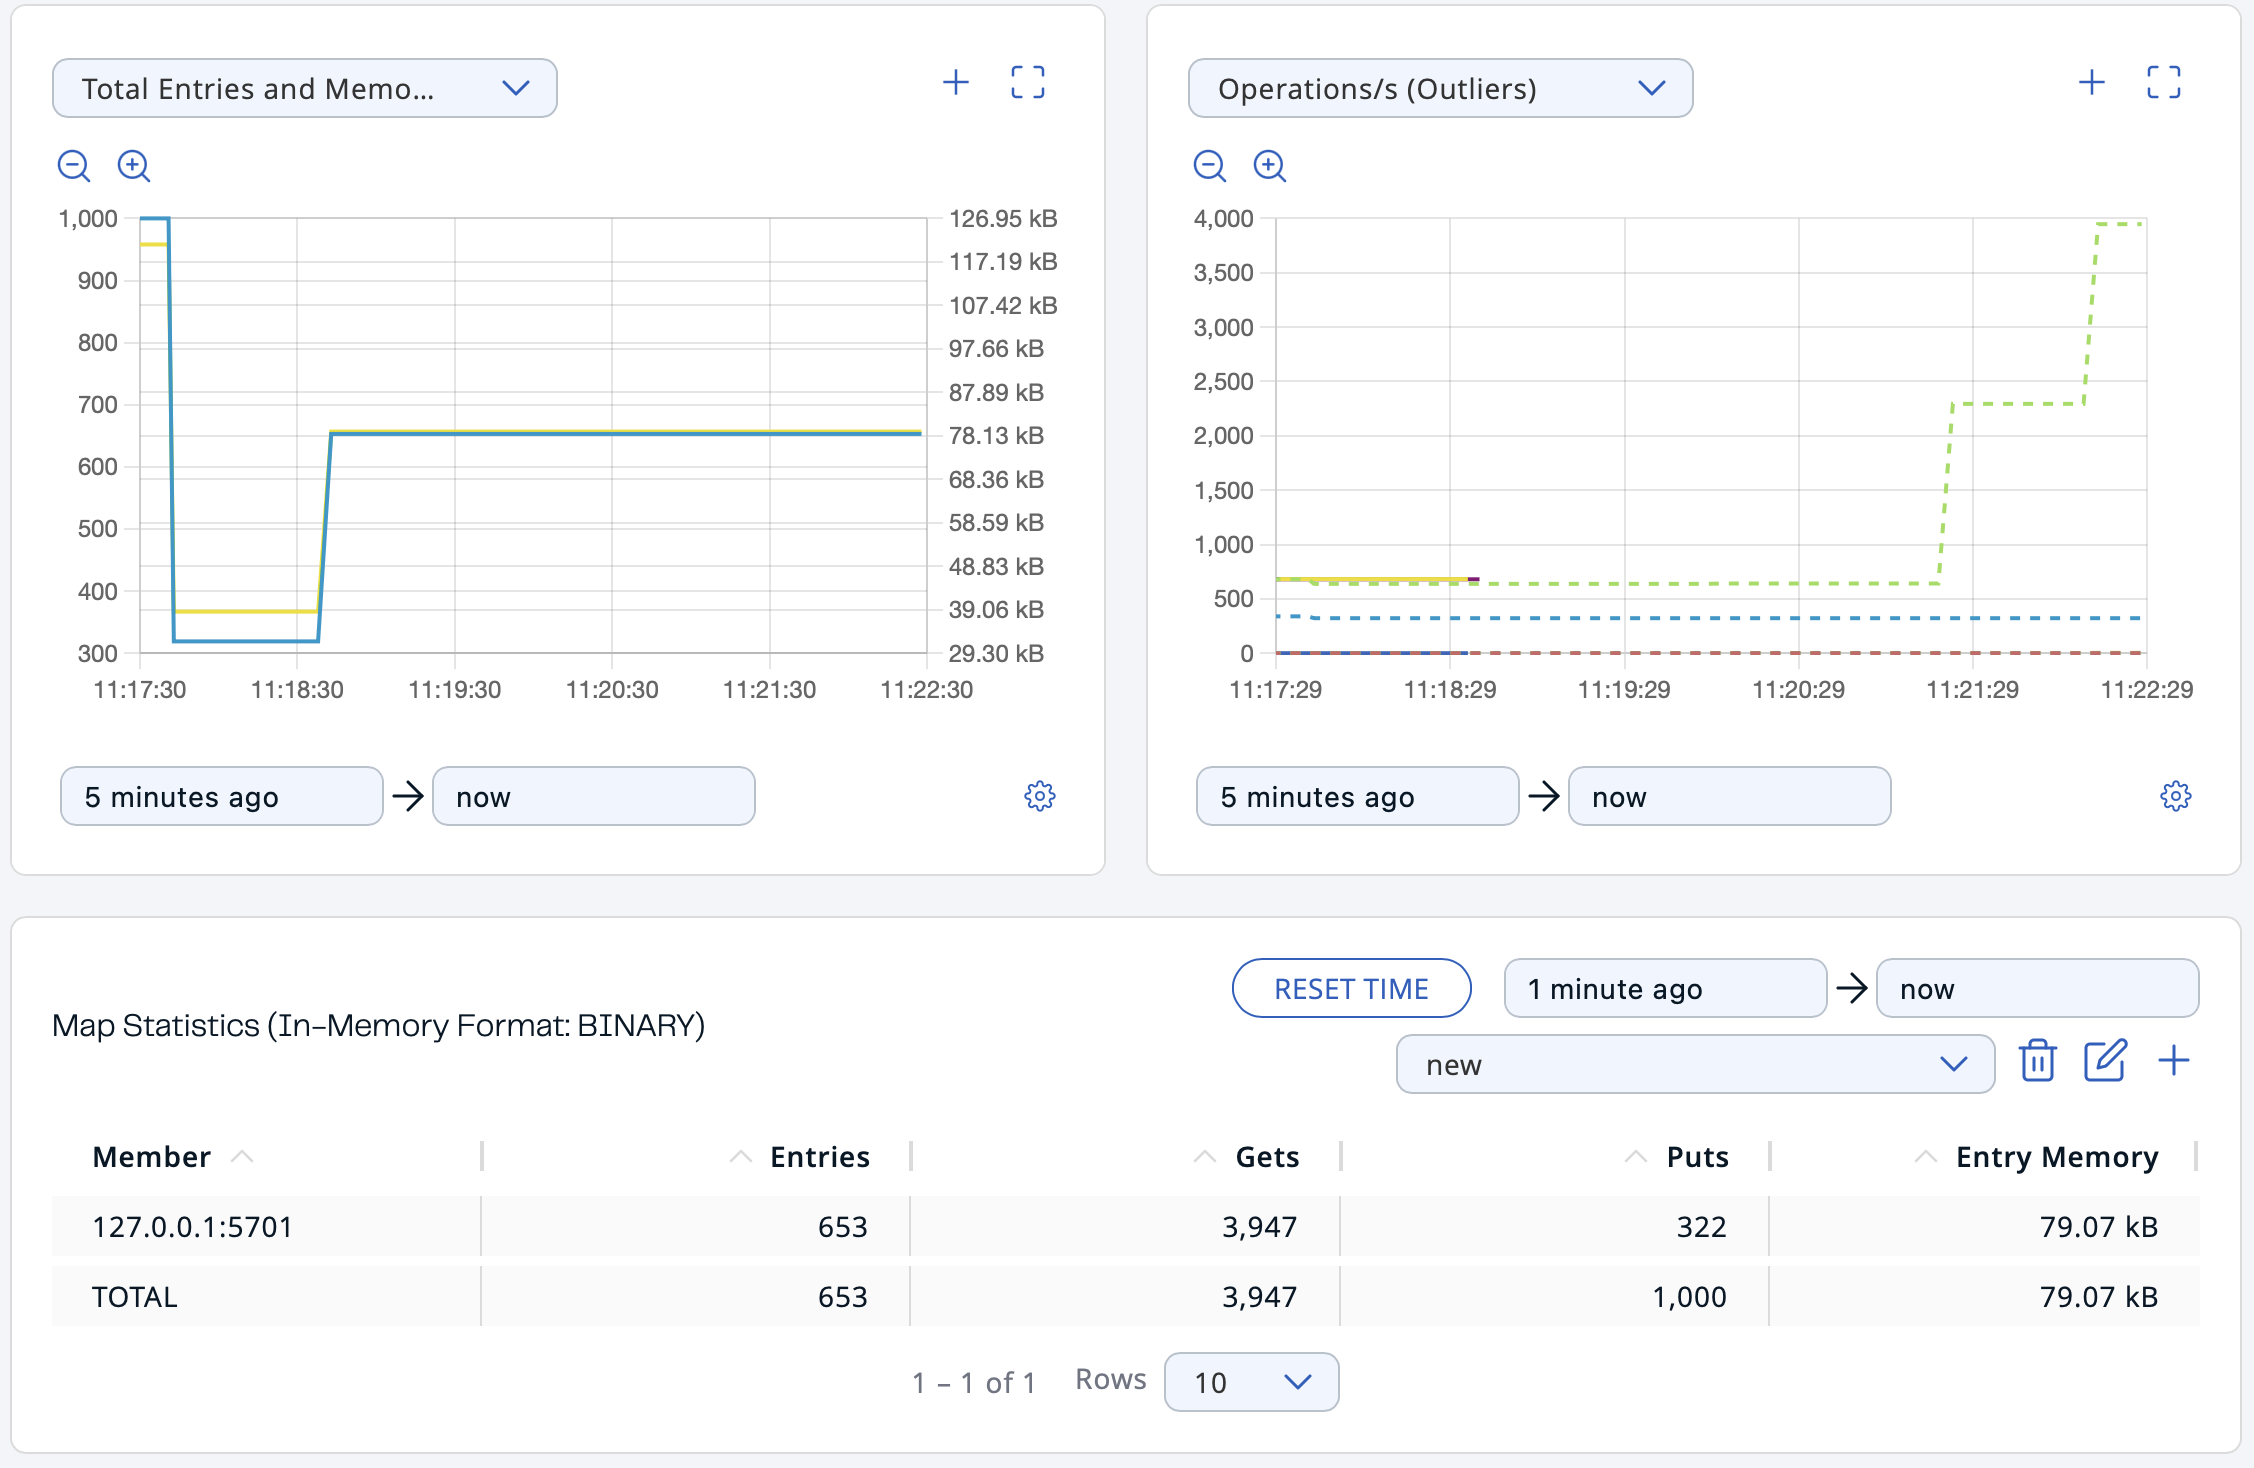 Total Entries and Memo...
1,000
900
800
700
600
500
400
300
126.95 kB
117.19 kB
107.42 kB
97.66 kB
87.89 kB
78.13 kB
68.36 kB
58.59 kB
48.83 kB
39.06 kB
29.30 kB
11:17:30 11:18:30 11:19:30 11:20:30 11:21:30 11:22:30
5 minutes ago → now
Operations/s (Outliers)
4,000
3,500
3,000
2,500
2,000
1,500
1,000
500
0
11:17:29 11:18:29 11:19:29 11:20:29 11:21:29 11:22:29
5 minutes ago → now
RESET TIME 1 minute ago → now
Map Statistics (In-Memory Format: BINARY)
new
Member Entries Gets Puts Entry Memory
127.0.0.1:5701 653 3,947 322 79.07 kB
TOTAL 653 3,947 1,000 79.07 kB
1 – 1 of 1 Rows 10